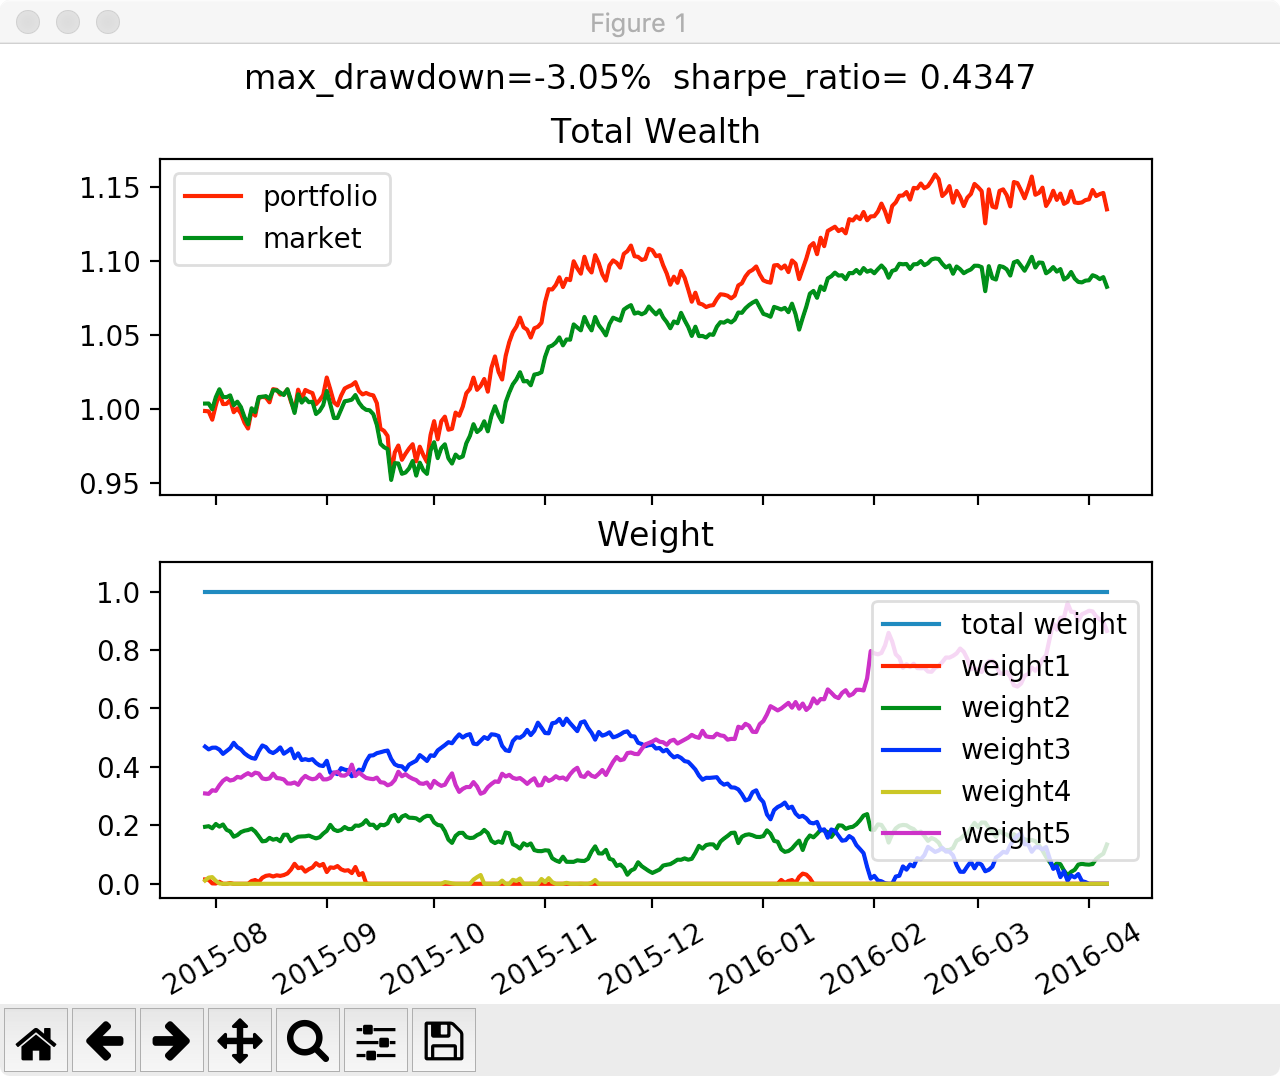 Figure 1
max_drawdown=-3.05%  sharpe_ratio= 0.4347
Total Wealth
1.15
1.10
1.05
1.00
0.95
portfolio
market
Weight
1.0
0.8
0.6
0.4
0.2
0.0
total weight
weight1
weight2
weight3
weight4
weight5
2015-08
2015-09
2015-10
2015-11
2015-12
2016-01
2016-02
2016-03
2016-04